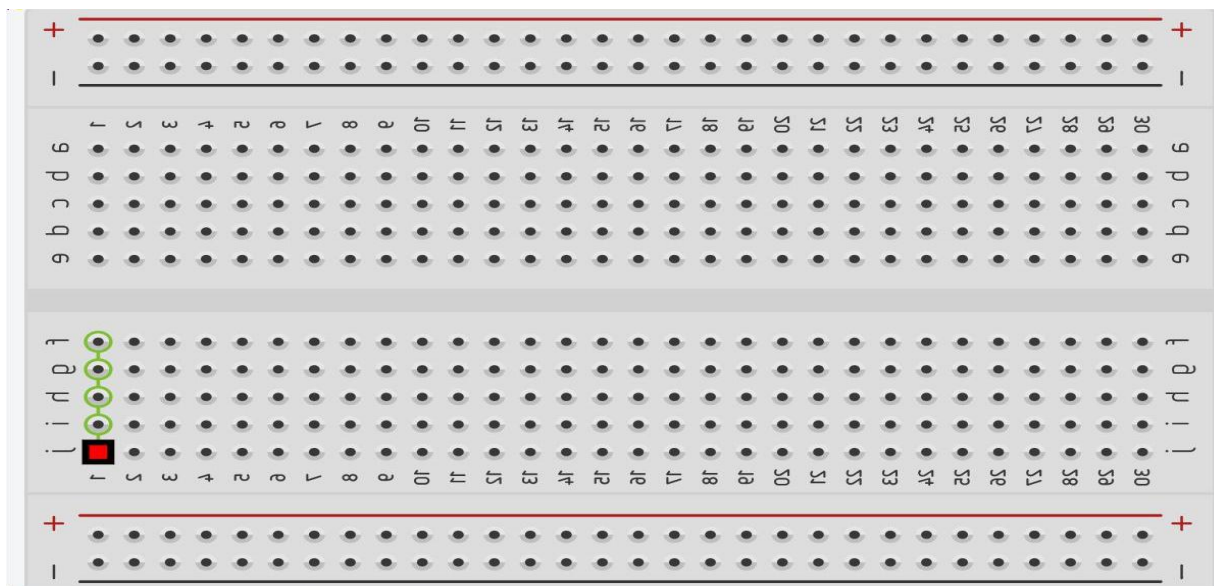 + +
- -
1 2 3 4 5 6 7 8 9 10 11 12 13 14 15 16 17 18 19 20 21 22 23 24 25 26 27 28 29 30
a a
b b
c c
d d
e e
f f
g g
h h
i i
j j
1 2 3 4 5 6 7 8 9 10 11 12 13 14 15 16 17 18 19 20 21 22 23 24 25 26 27 28 29 30
+ +
- -